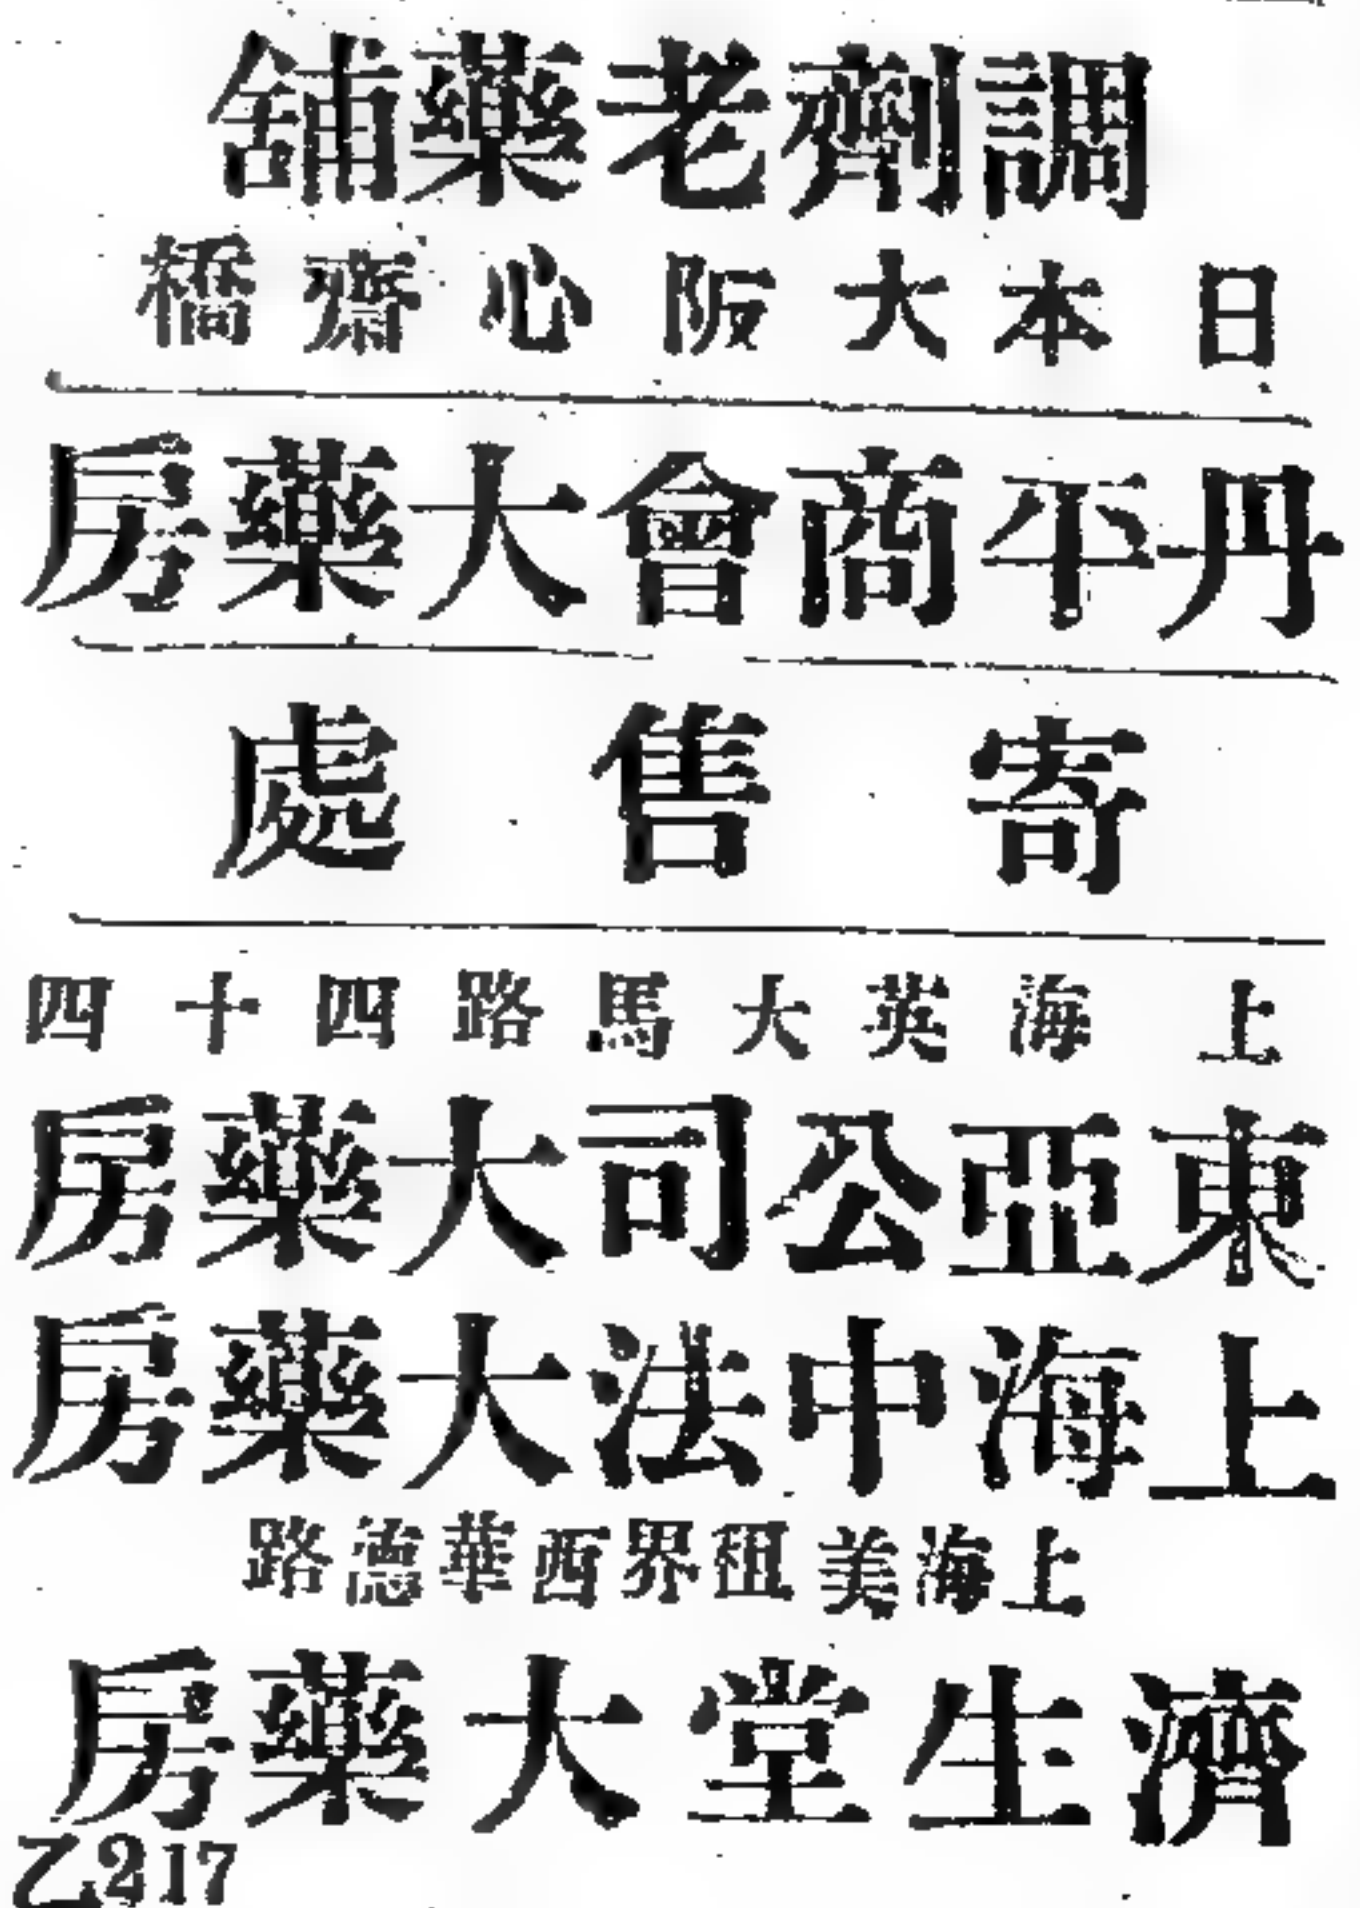 調劑老藥舖
日本大阪心齋橋
丹平商會大藥房
寄售處
上海英大馬路四十四
東亞公司大藥房
上海中法大藥房
上海美租界西華德路
濟生堂大藥房
乙217